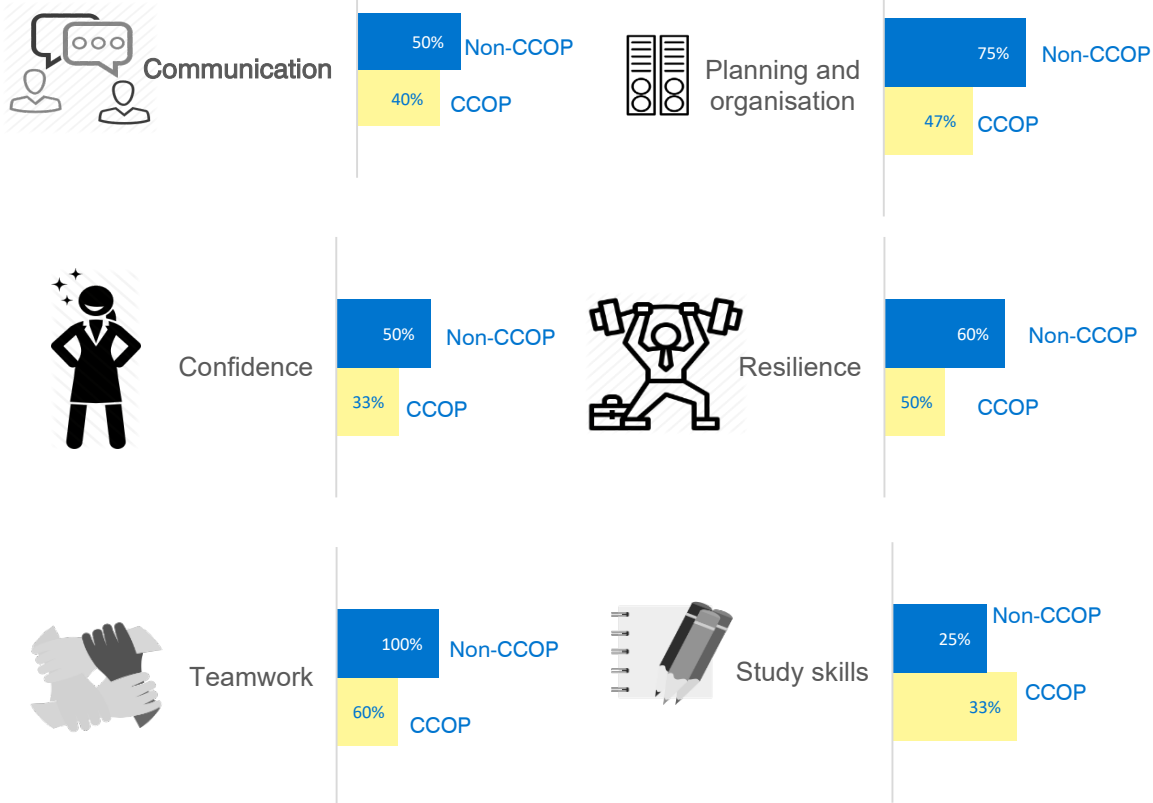 Communication
50%
Non-CCOP
40%
CCOP
Planning and
organisation
75%
Non-CCOP
47%
CCOP
Confidence
50%
Non-CCOP
33%
CCOP
Resilience
60%
Non-CCOP
50%
CCOP
Teamwork
100%
Non-CCOP
60%
CCOP
Study skills
25%
Non-CCOP
33%
CCOP